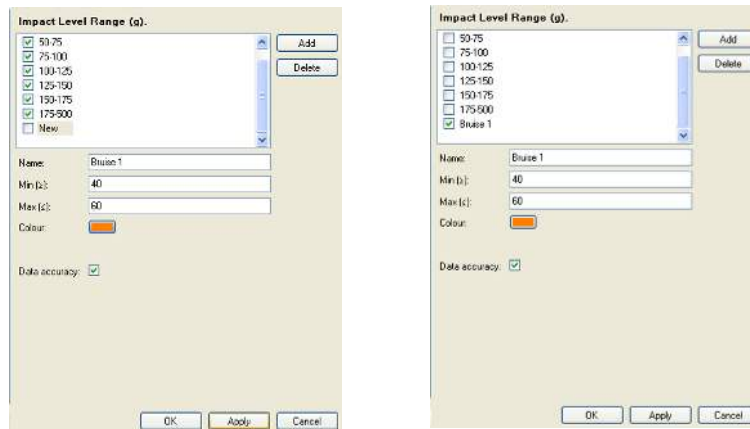 Impact Level Range (g).
50-75
75-100
100-125
125-150
150-175
175-500
New
Add
Delete
Name: Bruise 1
Min (≥): 40
Max (≤): 60
Colour:
Data accuracy:
OK Apply Cancel
Impact Level Range (g).
50-75
75-100
100-125
125-150
150-175
175-500
Bruise 1
Add
Delete
Name: Bruise 1
Min (≥): 40
Max (≤): 60
Colour:
Data accuracy:
OK Apply Cancel